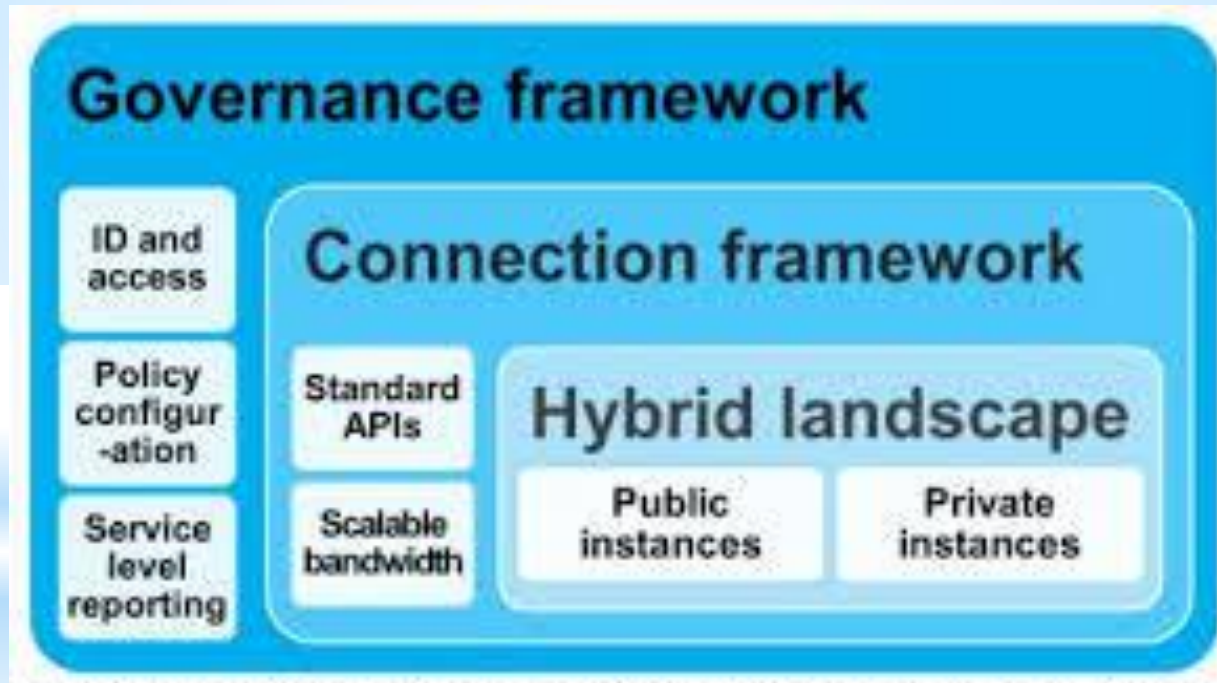 Governance framework
ID and
access
Policy
configur
-ation
Service
level
reporting
Connection framework
Standard
APIs
Scalable
bandwidth
Hybrid landscape
Public
instances
Private
instances